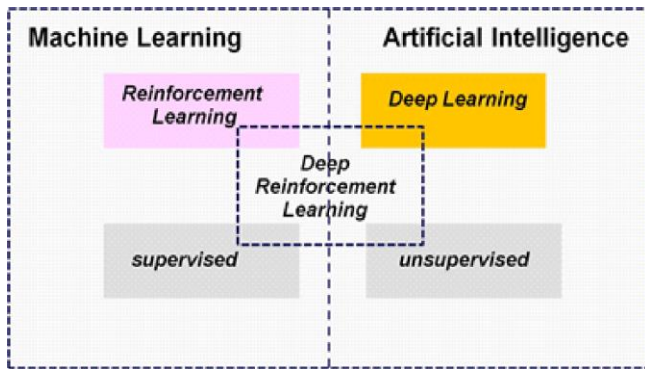 Machine Learning
Artificial Intelligence
Reinforcement
Learning
Deep Learning
Deep
Reinforcement
Learning
supervised
unsupervised